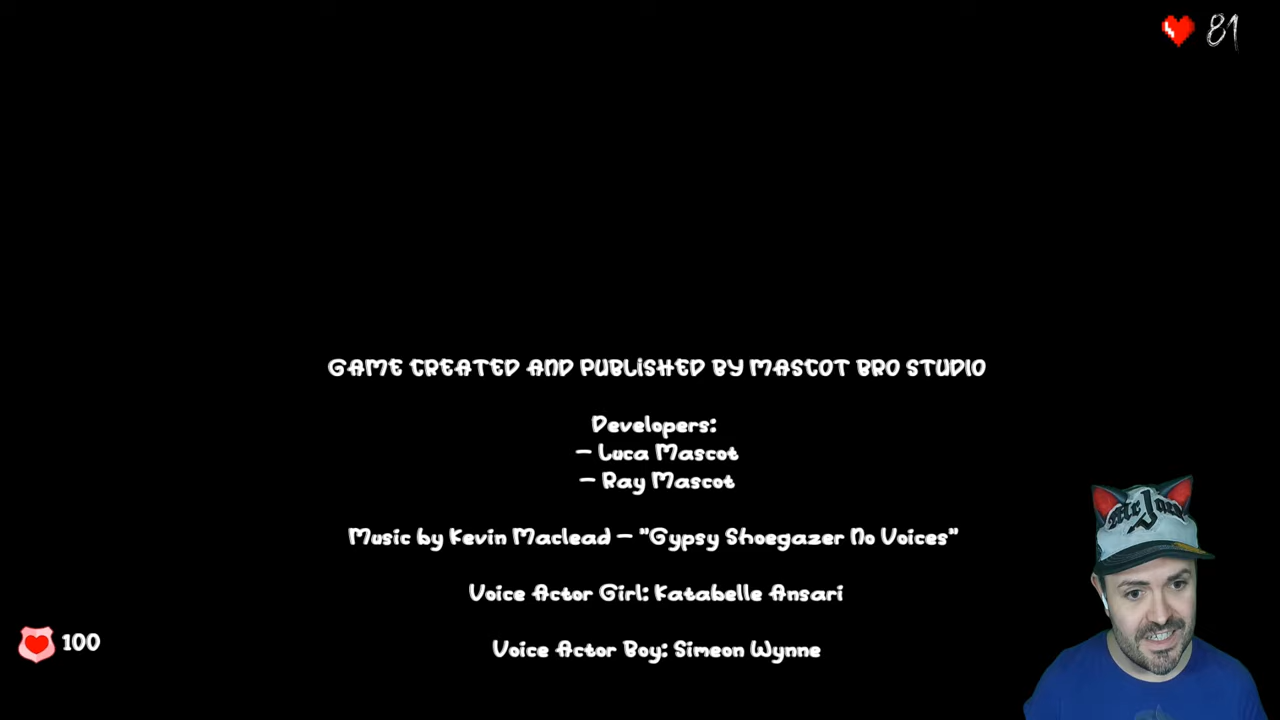 81
GAME CREATED AND PUBLISHED BY MASCOT BRO STUDIO
Developers:
- Luca Mascot
- Ray Mascot
Music by Kevin Maclead - "Gypsy Shoegazer No Voices"
Voice Actor Girl: Katabelle Ansari
100
Voice Actor Boy: Simeon Wynne